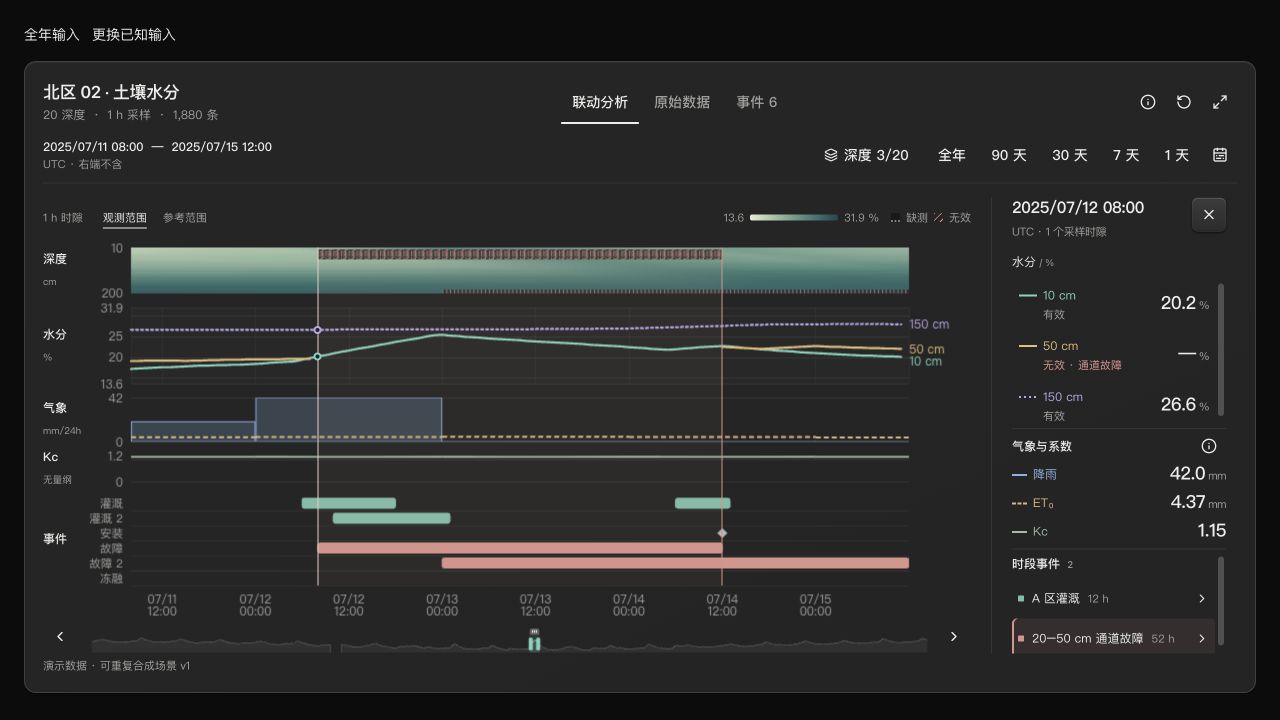 全年输入 更换已知输入
北区 02 · 土壤水分
20 深度 · 1 h 采样 · 1,880 条
联动分析 原始数据 事件 6
2025/07/11 08:00 — 2025/07/15 12:00
UTC · 右端不含
深度 3/20 全年 90 天 30 天 7 天 1 天
1 h 时隙 观测范围 参考范围
13.6 31.9 % 缺测 无效
深度
cm
10
200
水分
%
31.9
25
20
13.6
150 cm
50 cm
10 cm
气象
mm/24h
42
0
Kc
无量纲
1.2
0
事件
灌溉
灌溉 2
安装
故障
故障 2
冻融
07/11 12:00
07/12 00:00
07/12 12:00
07/13 00:00
07/13 12:00
07/14 00:00
07/14 12:00
07/15 00:00
演示数据 · 可重复合成场景 v1
2025/07/12 08:00
UTC · 1 个采样时隙
水分 / %
10 cm 20.2 %
有效
50 cm — %
无效 · 通道故障
150 cm 26.6 %
有效
气象与系数
降雨 42.0 mm
ET₀ 4.37 mm
Kc 1.15
时段事件 2
A 区灌溉 12 h
20–50 cm 通道故障 52 h